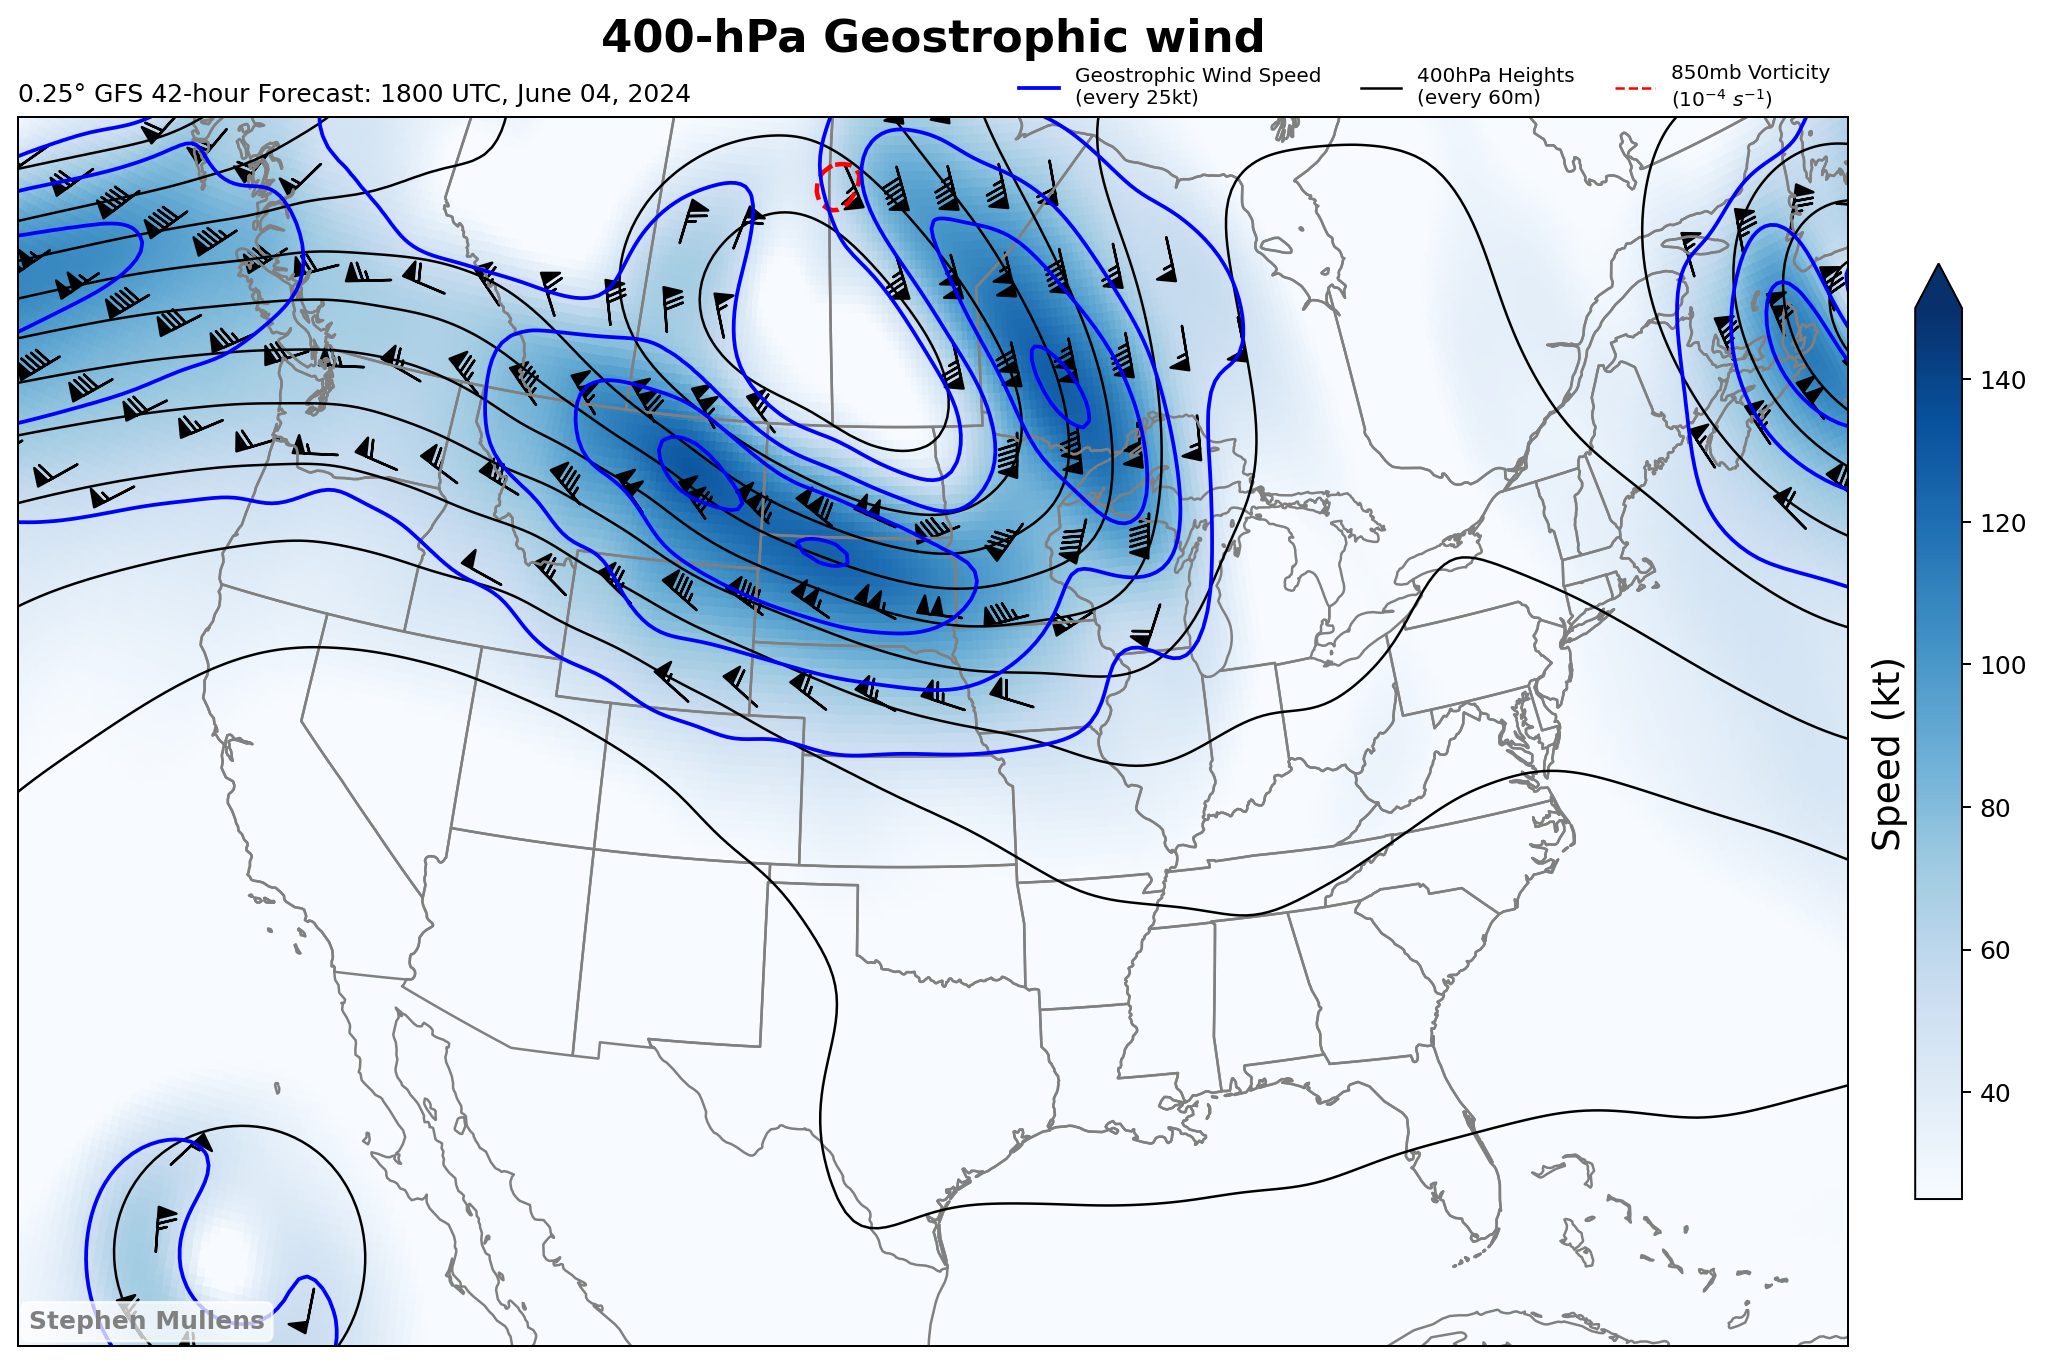 400-hPa Geostrophic wind
0.25° GFS 42-hour Forecast: 1800 UTC, June 04, 2024
Geostrophic Wind Speed
(every 25kt)
400hPa Heights
(every 60m)
850mb Vorticity
(10⁻⁴ s⁻¹)
140
120
100
80
60
40
Speed (kt)
Stephen Mullens